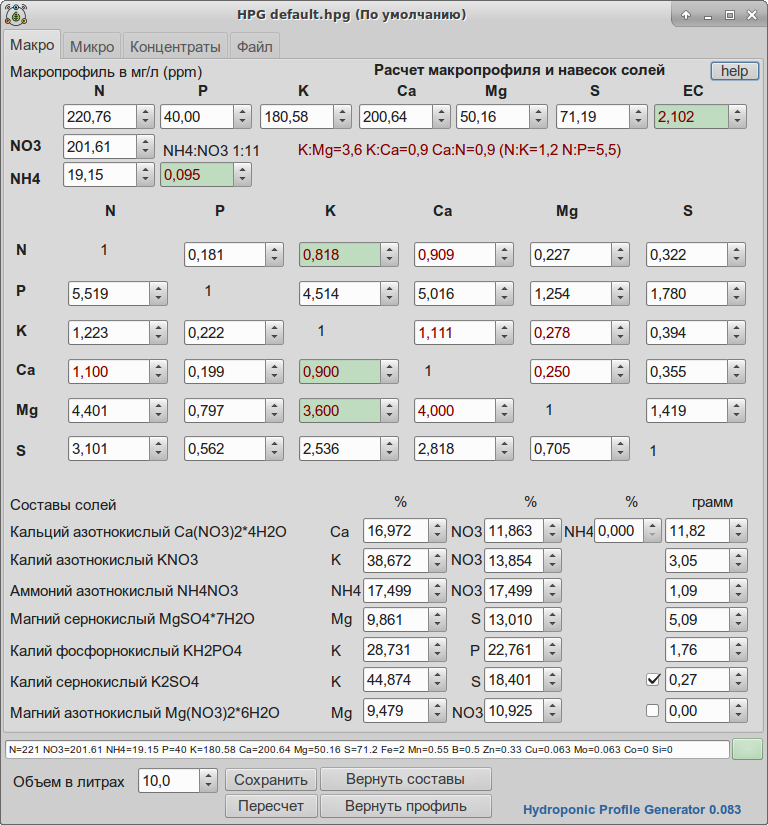 HPG default.hpg (По умолчанию)
Макро Микро Концентраты Файл
Макропрофиль в мг/л (ppm) Расчет макропрофиля и навесок солей help
N P K Ca Mg S EC
220,76 40,00 180,58 200,64 50,16 71,19 2,102
NO3 201,61 NH4:NO3 1:11 K:Mg=3,6 K:Ca=0,9 Ca:N=0,9 (N:K=1,2 N:P=5,5)
NH4 19,15 0,095
N P K Ca Mg S
N 1 0,181 0,818 0,909 0,227 0,322
P 5,519 1 4,514 5,016 1,254 1,780
K 1,223 0,222 1 1,111 0,278 0,394
Ca 1,100 0,199 0,900 1 0,250 0,355
Mg 4,401 0,797 3,600 4,000 1 1,419
S 3,101 0,562 2,536 2,818 0,705 1
Составы солей % % % грамм
Кальций азотнокислый Ca(NO3)2*4H2O Ca 16,972 NO3 11,863 NH4 0,000 11,82
Калий азотнокислый KNO3 K 38,672 NO3 13,854 3,05
Аммоний азотнокислый NH4NO3 NH4 17,499 NO3 17,499 1,09
Магний сернокислый MgSO4*7H2O Mg 9,861 S 13,010 5,09
Калий фосфорнокислый KH2PO4 K 28,731 P 22,761 1,76
Калий сернокислый K2SO4 K 44,874 S 18,401 0,27
Магний азотнокислый Mg(NO3)2*6H2O Mg 9,479 NO3 10,925 0,00
N=221 NO3=201.61 NH4=19.15 P=40 K=180.58 Ca=200.64 Mg=50.16 S=71.2 Fe=2 Mn=0.55 B=0.5 Zn=0.33 Cu=0.063 Mo=0.063 Co=0 Si=0
Объем в литрах 10,0 Сохранить Вернуть составы
Пересчет Вернуть профиль Hydroponic Profile Generator 0.083